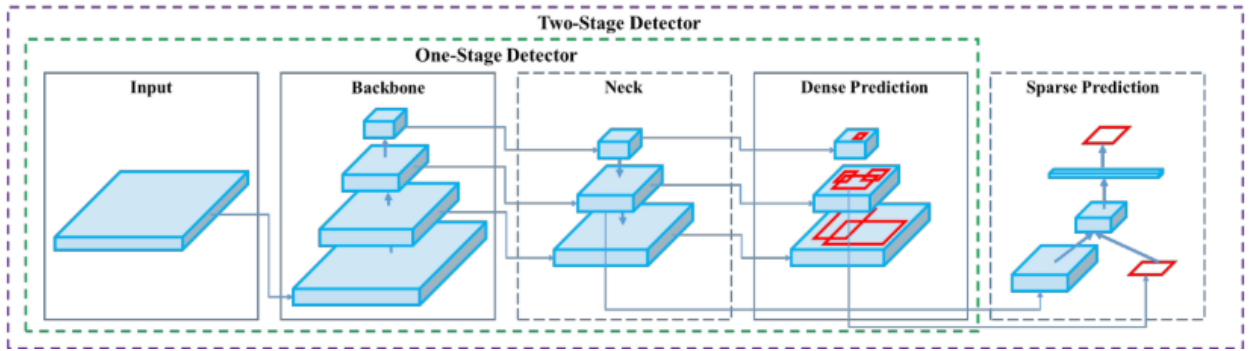 Two-Stage Detector
One-Stage Detector
Input
Backbone
Neck
Dense Prediction
Sparse Prediction